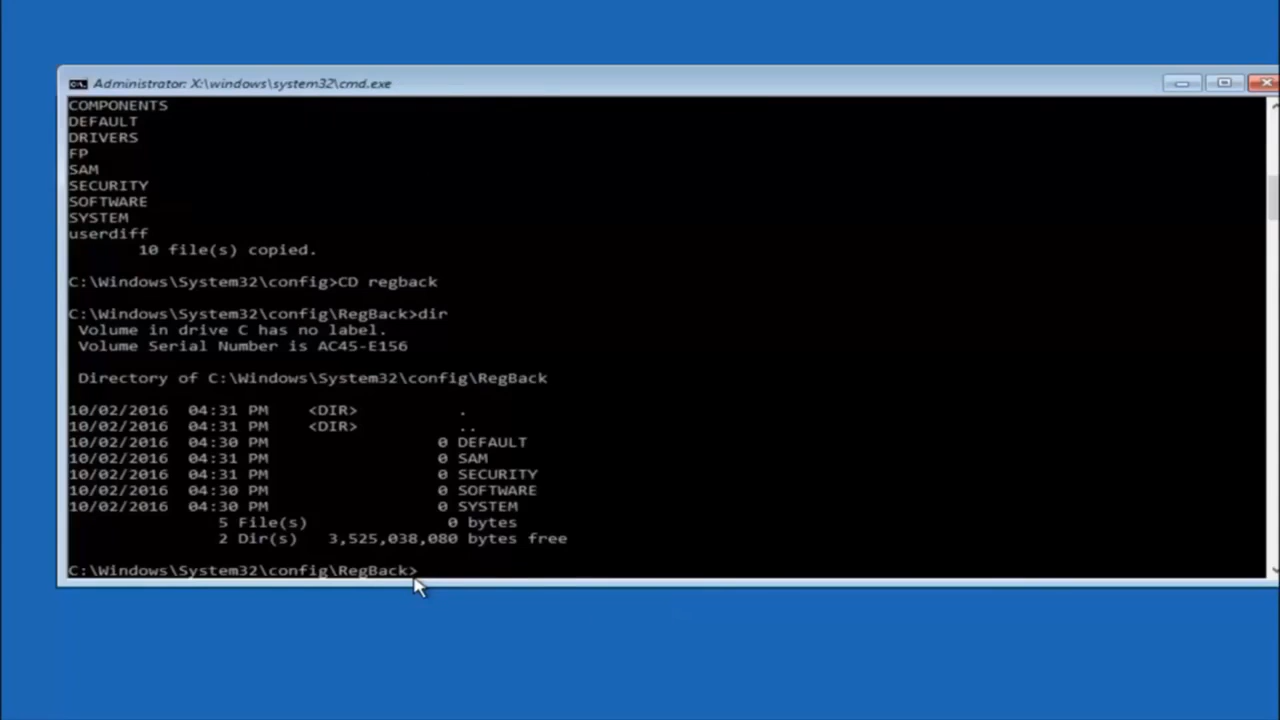 Administrator: X:\windows\system32\cmd.exe
COMPONENTS
DEFAULT
DRIVERS
FP
SAM
SECURITY
SOFTWARE
SYSTEM
userdiff
10 file(s) copied.
C:\Windows\System32\config>CD regback
C:\Windows\System32\config\RegBack>dir
Volume in drive C has no label.
Volume Serial Number is AC45-E156
Directory of C:\Windows\System32\config\RegBack
10/02/2016 04:31 PM <DIR> .
10/02/2016 04:31 PM <DIR> ..
10/02/2016 04:30 PM 0 DEFAULT
10/02/2016 04:31 PM 0 SAM
10/02/2016 04:31 PM 0 SECURITY
10/02/2016 04:30 PM 0 SOFTWARE
10/02/2016 04:30 PM 0 SYSTEM
5 File(s) 0 bytes
2 Dir(s) 3,525,038,080 bytes free
C:\Windows\System32\config\RegBack>